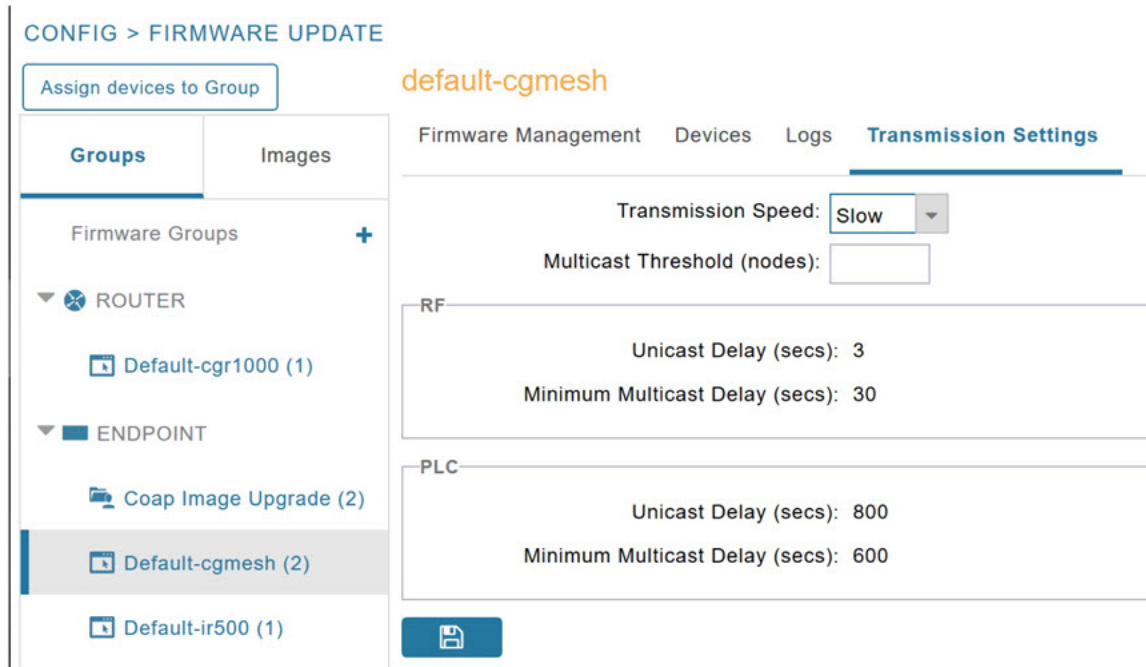 CONFIG > FIRMWARE UPDATE
Assign devices to Group
Groups
Images
Firmware Groups +
ROUTER
Default-cgr1000 (1)
ENDPOINT
Coap Image Upgrade (2)
Default-cgmesh (2)
Default-ir500 (1)
default-cgmesh
Firmware Management Devices Logs Transmission Settings
Transmission Speed: Slow
Multicast Threshold (nodes):
RF
Unicast Delay (secs): 3
Minimum Multicast Delay (secs): 30
PLC
Unicast Delay (secs): 800
Minimum Multicast Delay (secs): 600